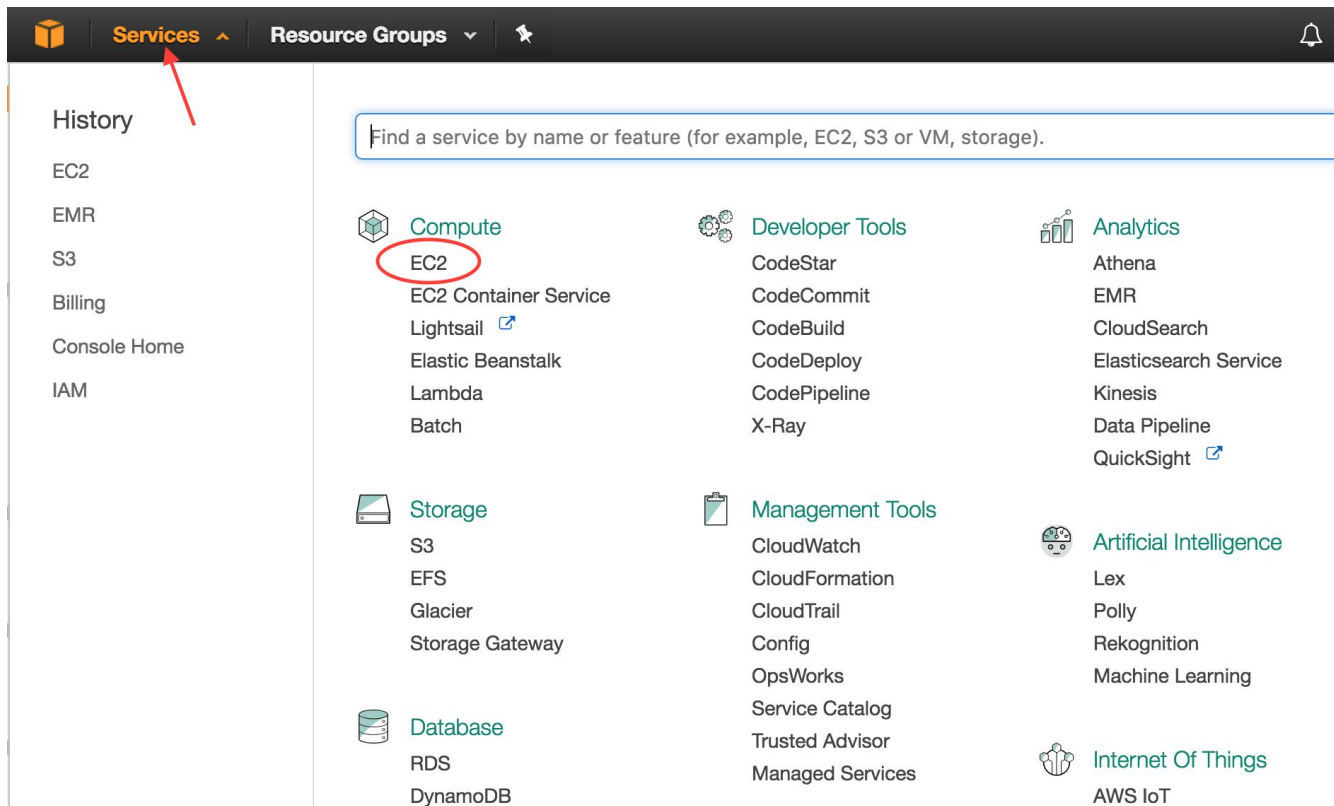 Services
Resource Groups
History
EC2
EMR
S3
Billing
Console Home
IAM
Find a service by name or feature (for example, EC2, S3 or VM, storage).
Compute
EC2
EC2 Container Service
Lightsail
Elastic Beanstalk
Lambda
Batch
Storage
S3
EFS
Glacier
Storage Gateway
Database
RDS
DynamoDB
Developer Tools
CodeStar
CodeCommit
CodeBuild
CodeDeploy
CodePipeline
X-Ray
Management Tools
CloudWatch
CloudFormation
CloudTrail
Config
OpsWorks
Service Catalog
Trusted Advisor
Managed Services
Analytics
Athena
EMR
CloudSearch
Elasticsearch Service
Kinesis
Data Pipeline
QuickSight
Artificial Intelligence
Lex
Polly
Rekognition
Machine Learning
Internet Of Things
AWS IoT